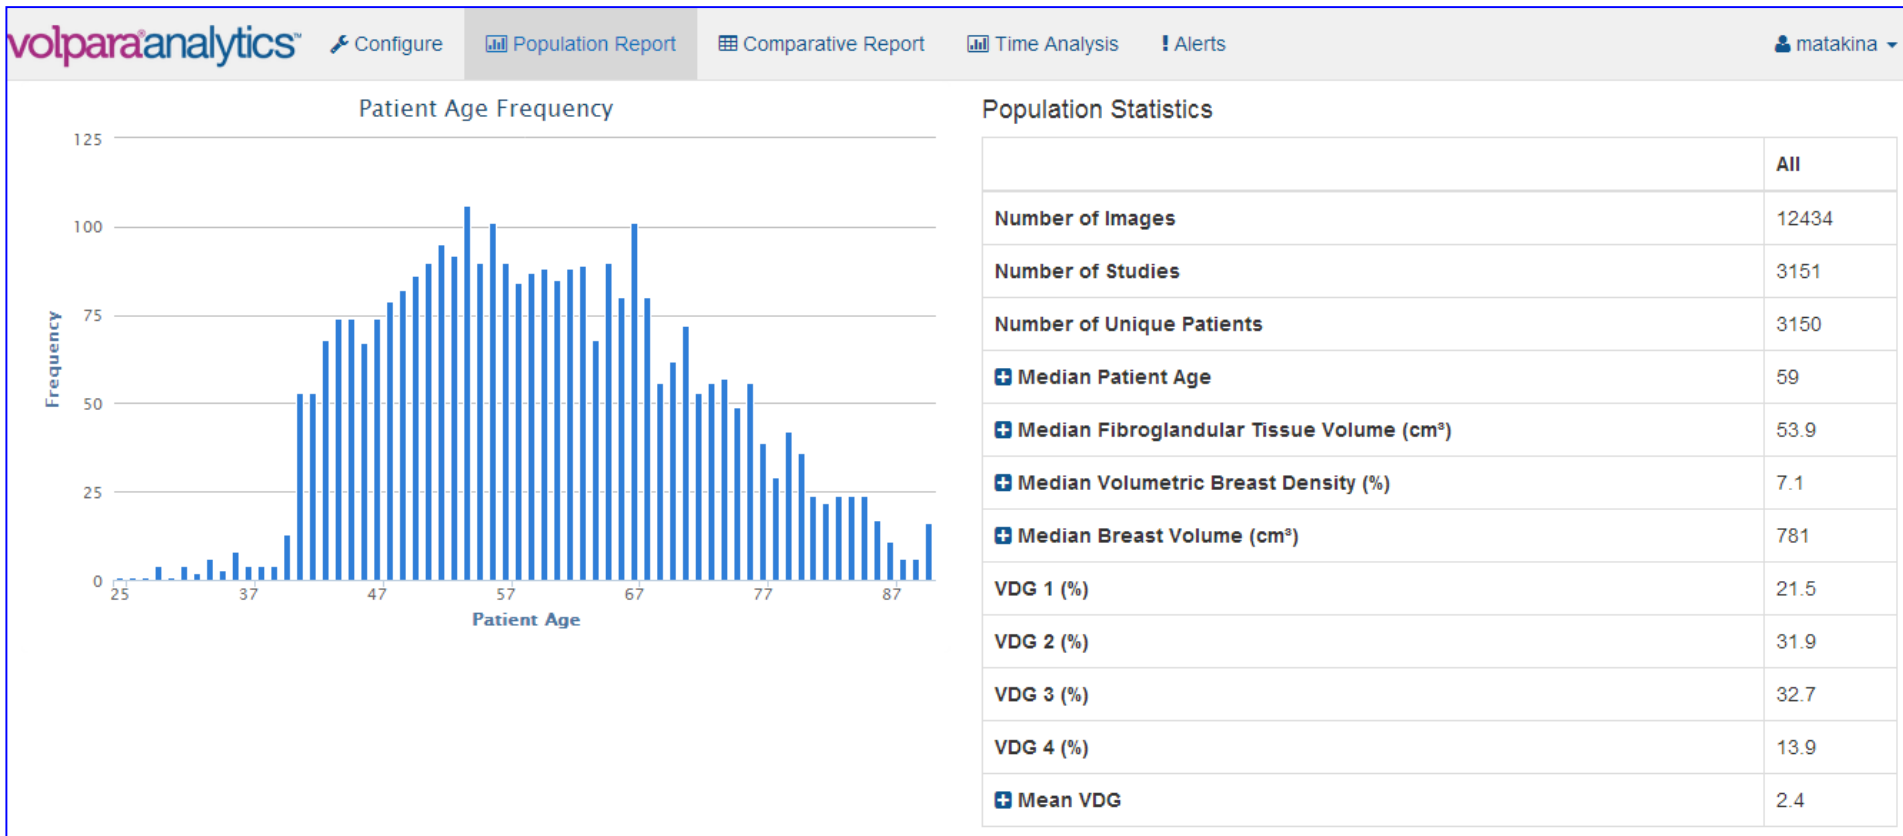 volpara®analytics™ Configure Population Report Comparative Report Time Analysis ! Alerts matakina
Patient Age Frequency
125
100
75
50
25
0
Frequency
25 37 47 57 67 77 87
Patient Age
Population Statistics
All
Number of Images 12434
Number of Studies 3151
Number of Unique Patients 3150
Median Patient Age 59
Median Fibroglandular Tissue Volume (cm³) 53.9
Median Volumetric Breast Density (%) 7.1
Median Breast Volume (cm³) 781
VDG 1 (%) 21.5
VDG 2 (%) 31.9
VDG 3 (%) 32.7
VDG 4 (%) 13.9
Mean VDG 2.4